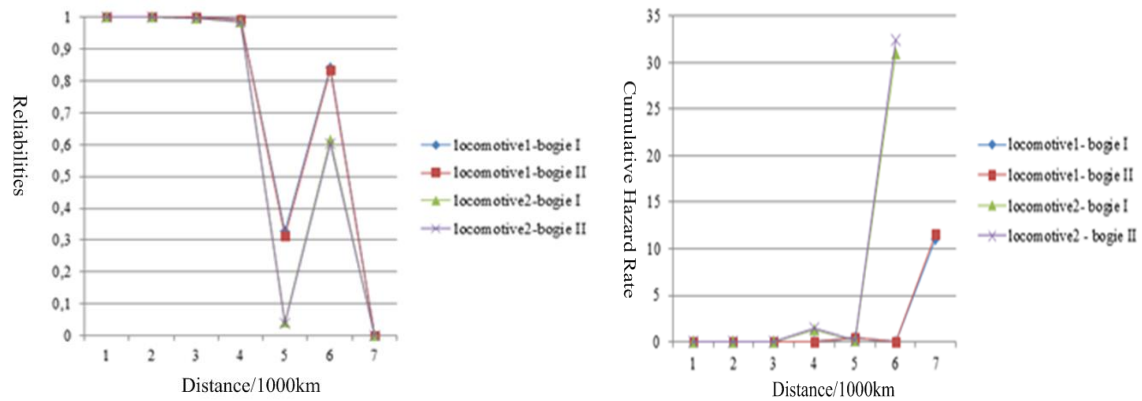 Reliabilities
1
0,9
0,8
0,7
0,6
0,5
0,4
0,3
0,2
0,1
0
1 2 3 4 5 6 7
Distance/1000km
locomotive1-bogie I
locomotive1-bogie II
locomotive2-bogie I
locomotive2-bogie II
Cumulative Hazard Rate
35
30
25
20
15
10
5
0
1 2 3 4 5 6 7
Distance/1000km
locomotive1- bogie I
locomotive1- bogie II
locomotive2- bogie I
locomotive2 - bogie II